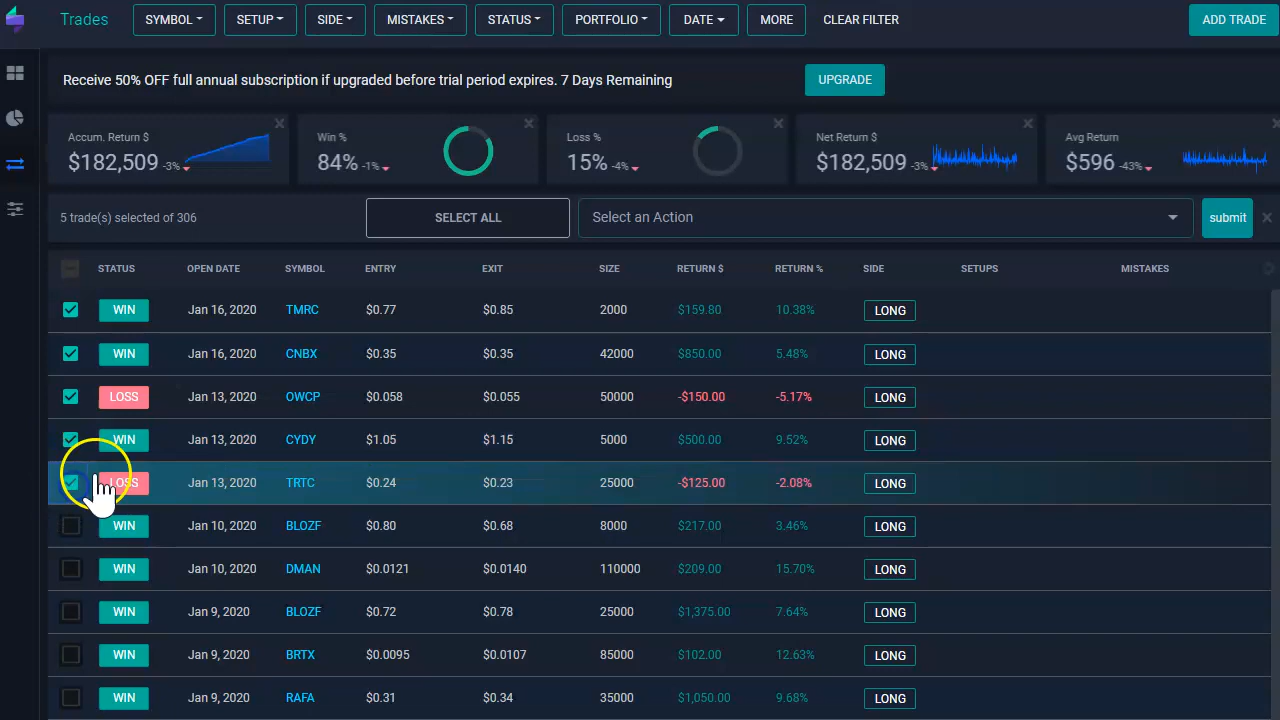 Trades SYMBOL SETUP SIDE MISTAKES STATUS PORTFOLIO DATE MORE CLEAR FILTER ADD TRADE
Receive 50% OFF full annual subscription if upgraded before trial period expires. 7 Days Remaining UPGRADE
Accum. Return $ Win % Loss % Net Return $ Avg Return
$182,509 -3% 84% -1% 15% -4% $182,509 -3% $596 -43%
5 trade(s) selected of 306 SELECT ALL Select an Action submit
STATUS OPEN DATE SYMBOL ENTRY EXIT SIZE RETURN $ RETURN % SIDE SETUPS MISTAKES
WIN Jan 16, 2020 TMRC $0.77 $0.85 2000 $159.80 10.38% LONG
WIN Jan 16, 2020 CNBX $0.35 $0.35 42000 $850.00 5.48% LONG
LOSS Jan 13, 2020 OWCP $0.058 $0.055 50000 -$150.00 -5.17% LONG
WIN Jan 13, 2020 CYDY $1.05 $1.15 5000 $500.00 9.52% LONG
LOSS Jan 13, 2020 TRTC $0.24 $0.23 25000 -$125.00 -2.08% LONG
WIN Jan 10, 2020 BLOZF $0.80 $0.68 8000 $217.00 3.46% LONG
WIN Jan 10, 2020 DMAN $0.0121 $0.0140 110000 $209.00 15.70% LONG
WIN Jan 9, 2020 BLOZF $0.72 $0.78 25000 $1,375.00 7.64% LONG
WIN Jan 9, 2020 BRTX $0.0095 $0.0107 85000 $102.00 12.63% LONG
WIN Jan 9, 2020 RAFA $0.31 $0.34 35000 $1,050.00 9.68% LONG